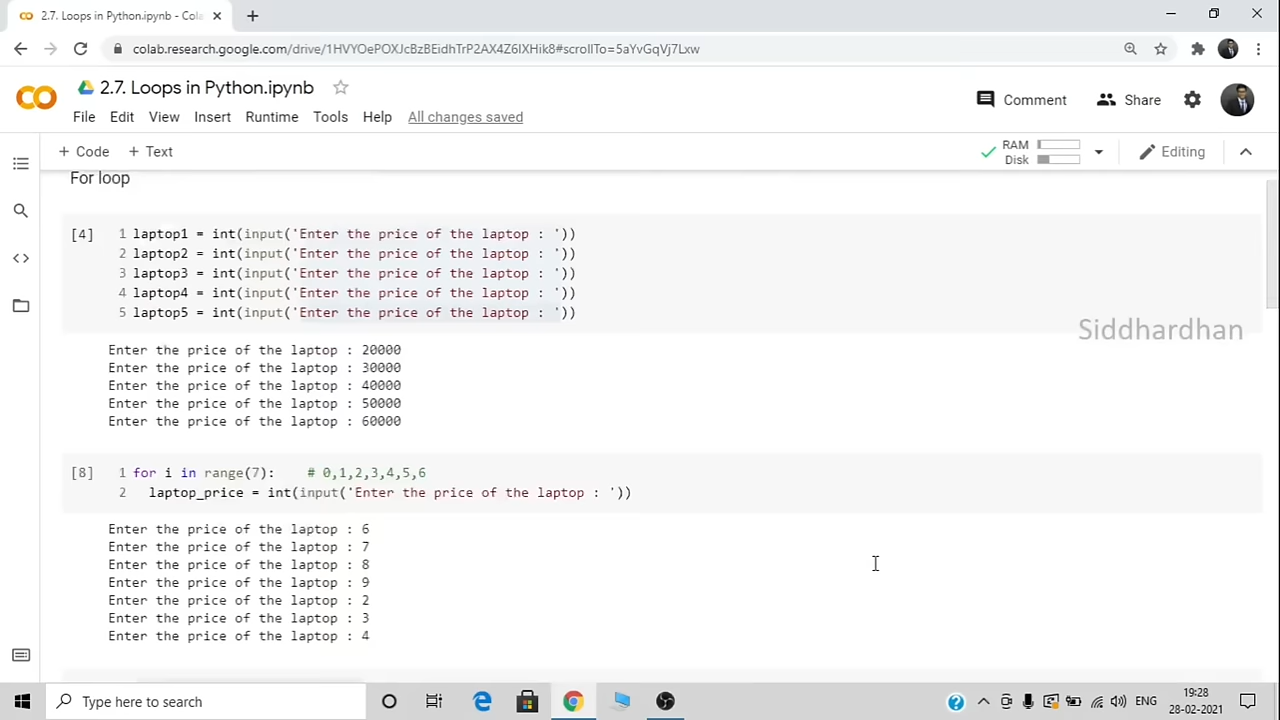 2.7. Loops in Python.ipynb - Cola
colab.research.google.com/drive/1HVYOePOXJcBzBEidhTrP2AX4Z6IXHik8#scrollTo=5aYvGqVj7Lxw
2.7. Loops in Python.ipynb
Comment
Share
File Edit View Insert Runtime Tools Help All changes saved
+ Code + Text
RAM
Disk
Editing
For loop
[4]
1 laptop1 = int(input('Enter the price of the laptop : '))
2 laptop2 = int(input('Enter the price of the laptop : '))
3 laptop3 = int(input('Enter the price of the laptop : '))
4 laptop4 = int(input('Enter the price of the laptop : '))
5 laptop5 = int(input('Enter the price of the laptop : '))
Siddhardhan
Enter the price of the laptop : 20000
Enter the price of the laptop : 30000
Enter the price of the laptop : 40000
Enter the price of the laptop : 50000
Enter the price of the laptop : 60000
[8]
1 for i in range(7): # 0,1,2,3,4,5,6
2 laptop_price = int(input('Enter the price of the laptop : '))
Enter the price of the laptop : 6
Enter the price of the laptop : 7
Enter the price of the laptop : 8
Enter the price of the laptop : 9
Enter the price of the laptop : 2
Enter the price of the laptop : 3
Enter the price of the laptop : 4
Type here to search
ENG
19:28
28-02-2021